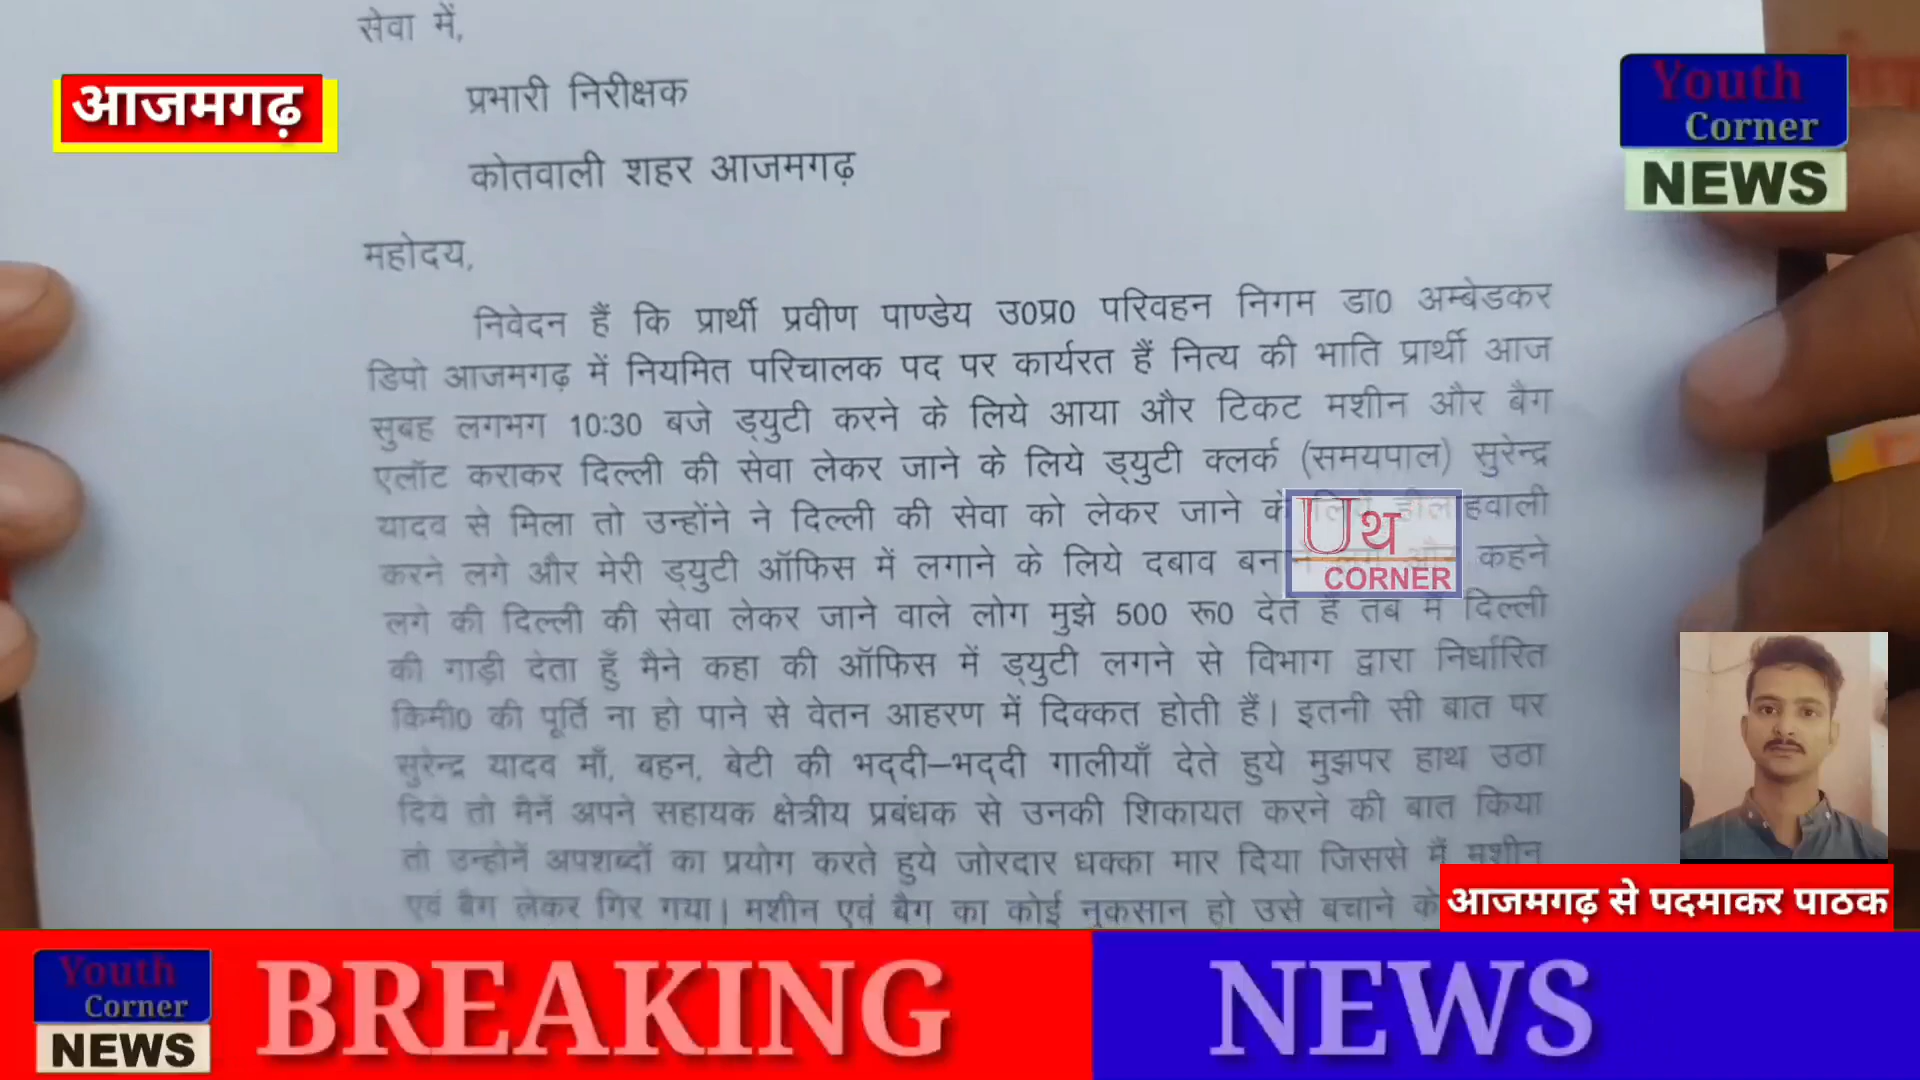 सेवा में,
प्रभारी निरीक्षक
कोतवाली शहर आजमगढ़
महोदय,
निवेदन हैं कि प्रार्थी प्रवीण पाण्डेय उ0प्र0 परिवहन निगम डा0 अम्बेडकर
डिपो आजमगढ़ में नियमित परिचालक पद पर कार्यरत हैं नित्य की भाति प्रार्थी आज
सुबह लगभग 10:30 बजे ड्युटी करने के लिये आया और टिकट मशीन और बैग
एलॉट कराकर दिल्ली की सेवा लेकर जाने के लिये ड्युटी क्लर्क (समयपाल) सुरेन्द्र
यादव से मिला तो उन्होंने ने दिल्ली की सेवा को लेकर जाने के लिये हीलाहवाली
करने लगे और मेरी ड्युटी ऑफिस में लगाने के लिये दबाव बनाने लगे और कहने
लगे की दिल्ली की सेवा लेकर जाने वाले लोग मुझे 500 रू0 देते है तब मैं दिल्ली
की गाड़ी देता हुँ मैने कहा की ऑफिस में ड्युटी लगने से विभाग द्वारा निर्धारित
किमी0 की पूर्ति ना हो पाने से वेतन आहरण में दिक्कत होती हैं। इतनी सी बात पर
सुरेन्द्र यादव माँ, बहन, बेटी की भद्दी–भद्दी गालीयाँ देते हुये मुझपर हाथ उठा
दिये तो मैनें अपने सहायक क्षेत्रीय प्रबंधक से उनकी शिकायत करने की बात किया
तो उन्होनें अपशब्दों का प्रयोग करते हुये जोरदार धक्का मार दिया जिससे मैं मशीन
एवं बैग लेकर गिर गया। मशीन एवं बैग का कोई नुकसान हो उसे बचाने के
आजमगढ़
Youth
Corner
NEWS
Uथ
CORNER
आजमगढ़ से पदमाकर पाठक
Youth
Corner
NEWS
BREAKING NEWS